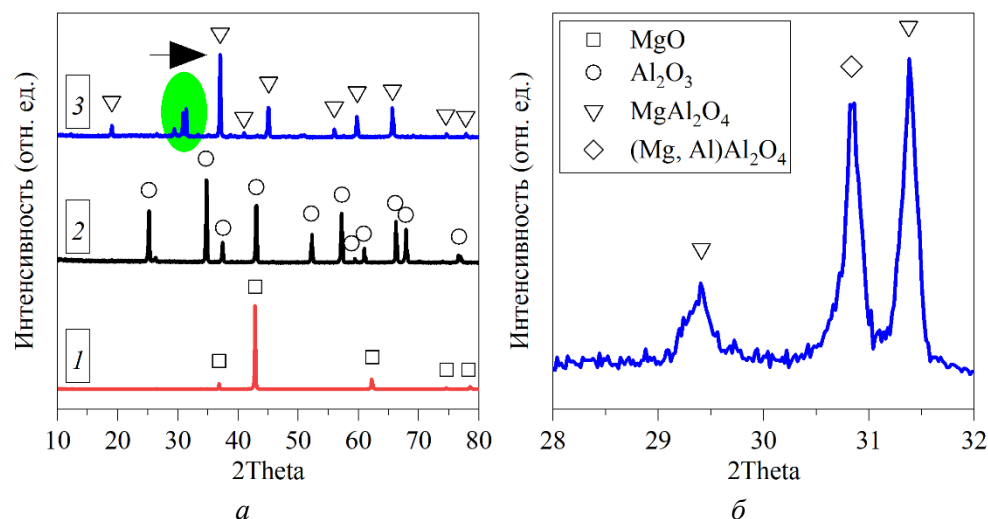 Интенсивность (отн. ед.)
3
2
1
10 20 30 40 50 60 70 80
2Theta
а
MgO
Al₂O₃
MgAl₂O₄
(Mg, Al)Al₂O₄
Интенсивность (отн. ед.)
28 29 30 31 32
2Theta
б